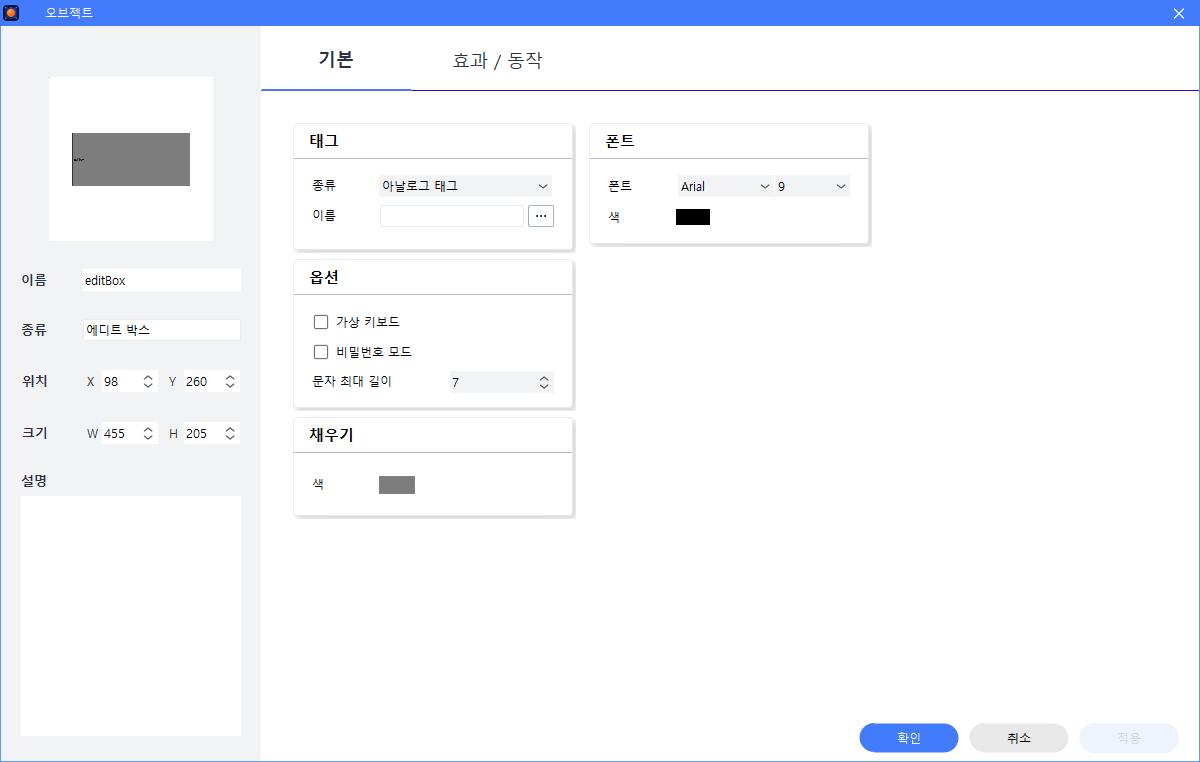 오브젝트
기본
효과 / 동작
이름
editBox
종류
에디트 박스
위치
X 98
Y 260
크기
W 455
H 205
설명
태그
종류
아날로그 태그
이름
...
옵션
가상 키보드
비밀번호 모드
문자 최대 길이
7
채우기
색
폰트
폰트
Arial
9
색
확인
취소
적용